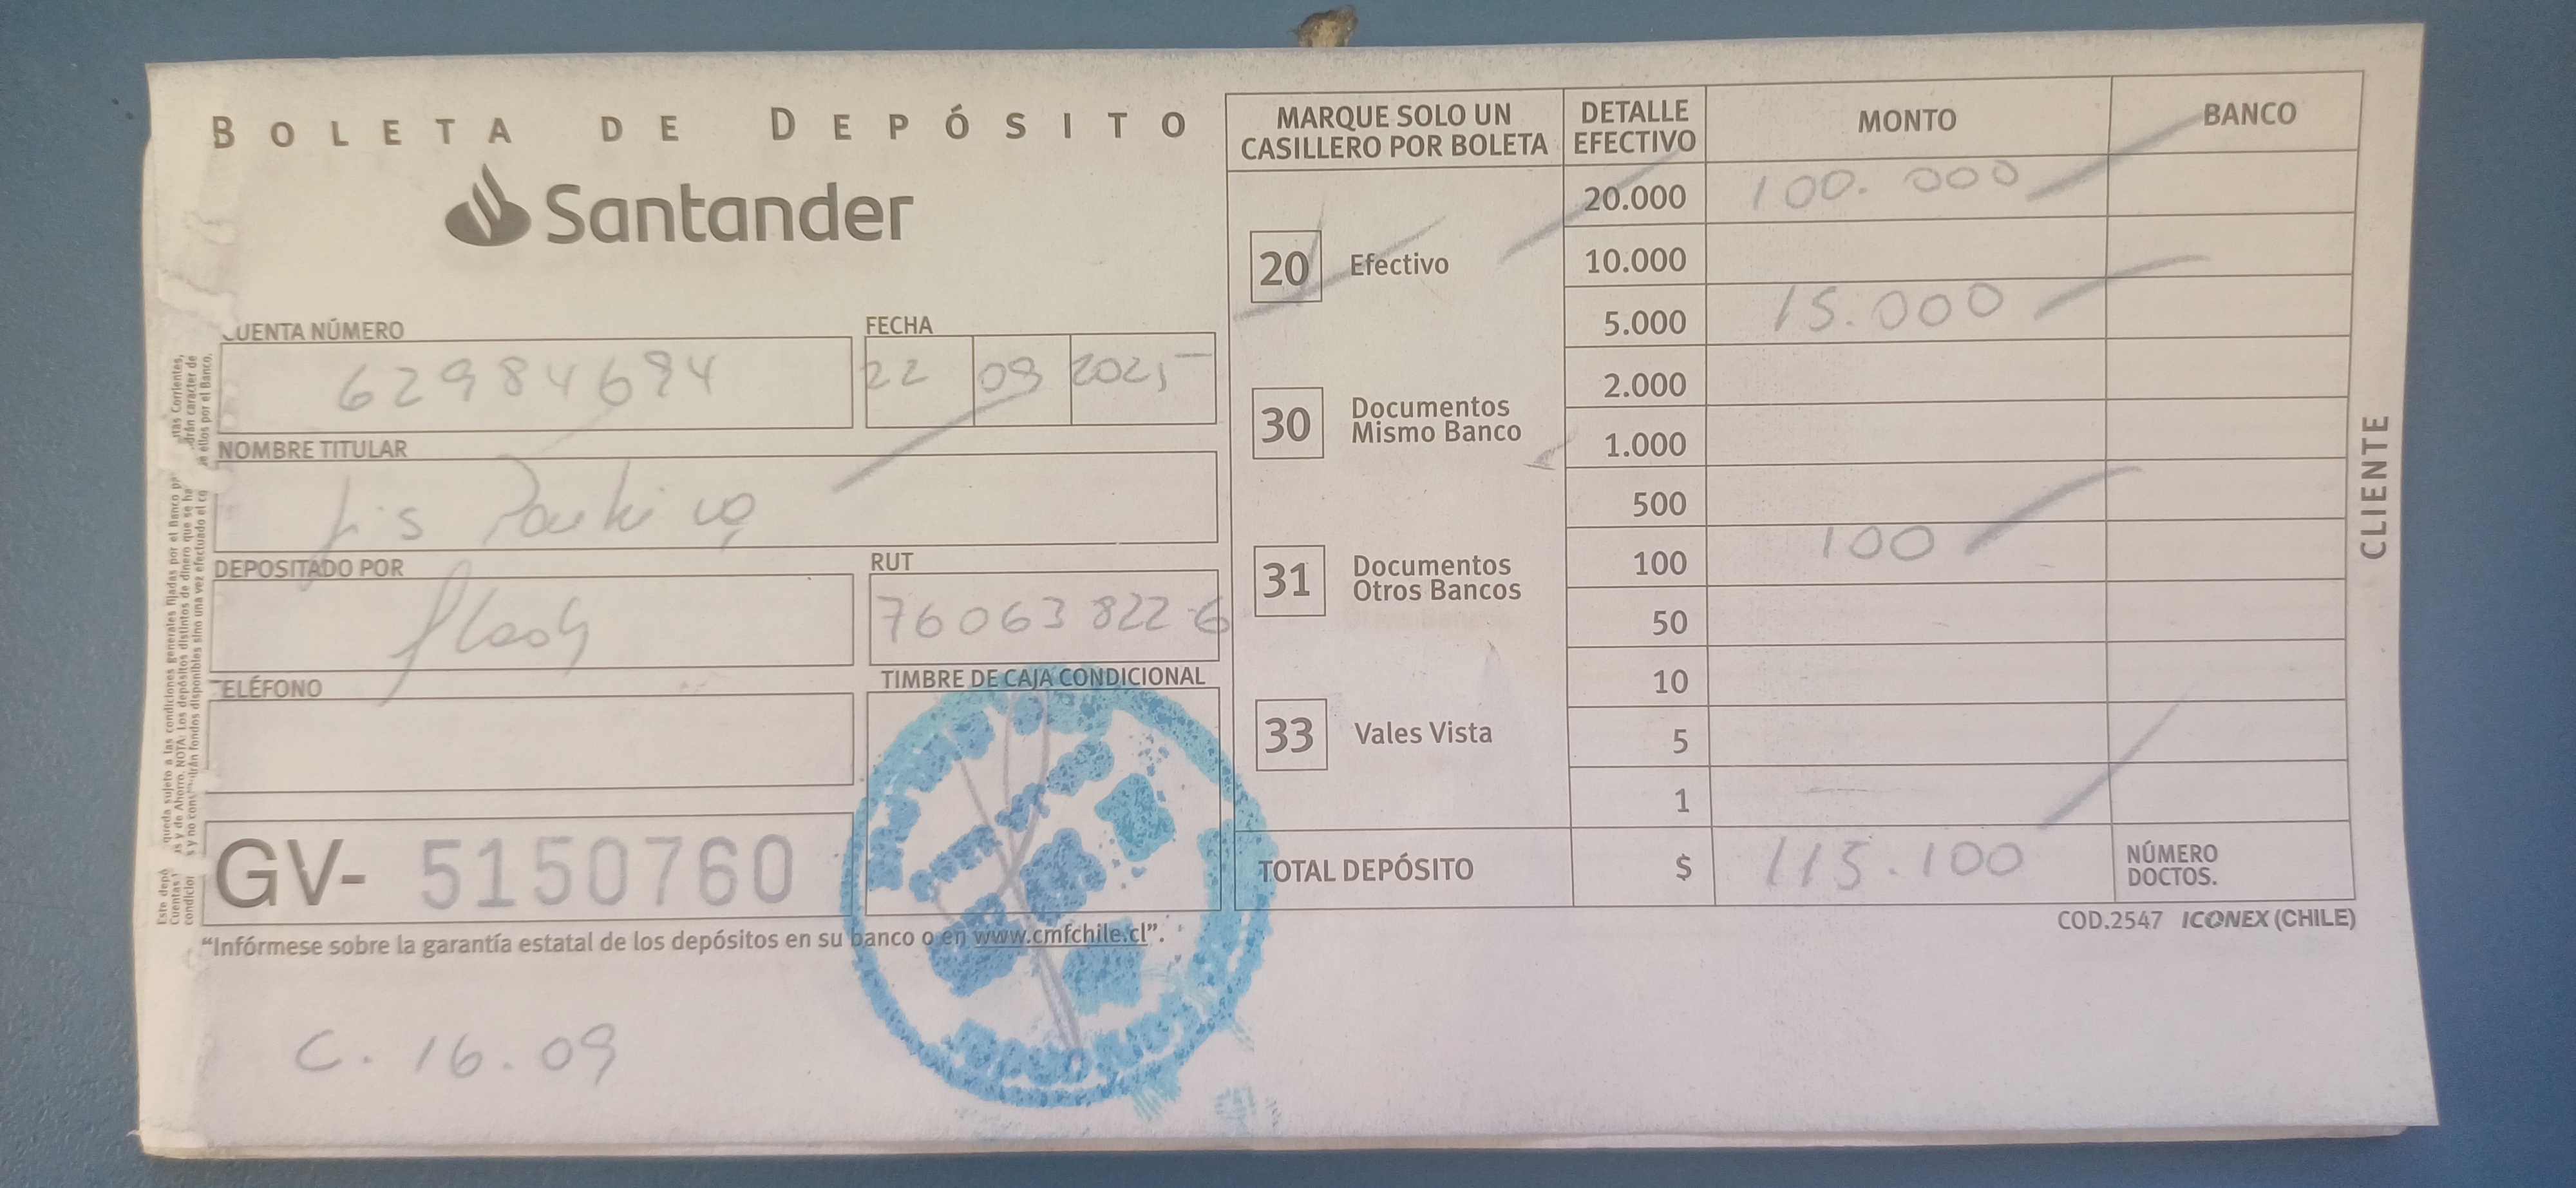 BOLETA DE DEPÓSITO
Santander
CUENTA NÚMERO
62984694
FECHA
22 09 2025
NOMBRE TITULAR
Jis Parking
DEPOSITADO POR
flash
RUT
76063822-6
TELÉFONO
TIMBRE DE CAJA CONDICIONAL
GV- 5150760
"Infórmese sobre la garantía estatal de los depósitos en su banco o en www.cmfchile.cl".
C. 16.09
MARQUE SOLO UN
CASILLERO POR BOLETA
20 Efectivo
30 Documentos
Mismo Banco
31 Documentos
Otros Bancos
33 Vales Vista
DETALLE
EFECTIVO
MONTO
BANCO
20.000 100.000
10.000
5.000 15.000
2.000
1.000
500
100 100
50
10
5
1
TOTAL DEPÓSITO $ 115.100
NÚMERO
DOCTOS.
COD.2547 ICONEX (CHILE)
CLIENTE